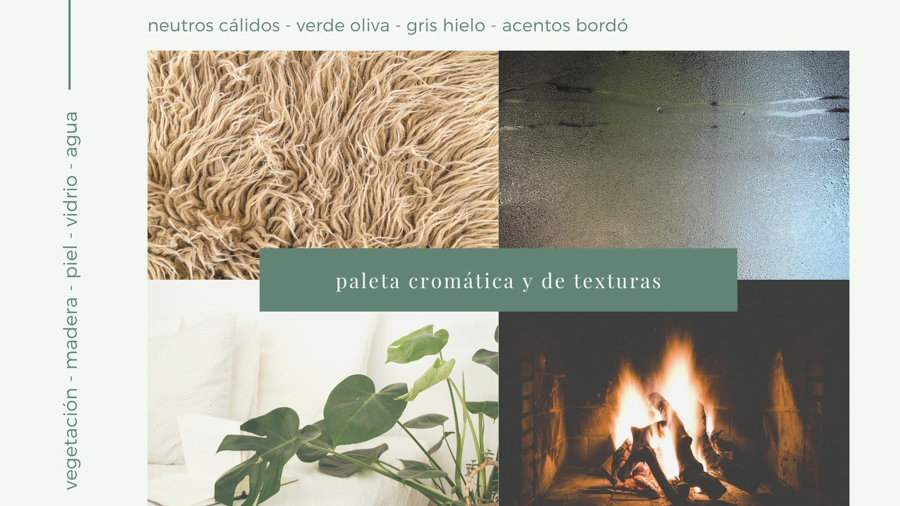 neutros cálidos - verde oliva - gris hielo - acentos bordó
vegetación - madera - piel - vidrio - agua
paleta cromática y de texturas